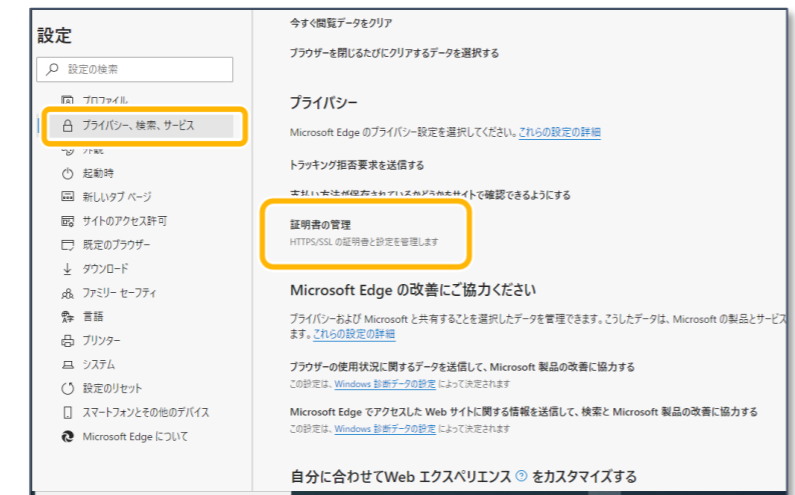 設定
設定の検索
プロファイル
プライバシー、検索、サービス
外観
起動時
新しいタブ ページ
サイトのアクセス許可
既定のブラウザー
ダウンロード
ファミリー セーフティ
言語
プリンター
システム
設定のリセット
スマートフォンとその他のデバイス
Microsoft Edge について
今すぐ閲覧データをクリア
ブラウザーを閉じるたびにクリアするデータを選択する
プライバシー
Microsoft Edge のプライバシー設定を選択してください。これらの設定の詳細
トラッキング拒否要求を送信する
支払い方法が保存されているかどうかをサイトで確認できるようにする
証明書の管理
HTTPS/SSL の証明書と設定を管理します
Microsoft Edge の改善にご協力ください
プライバシーおよび Microsoft と共有することを選択したデータを管理できます。こうしたデータは、Microsoft の製品とサービス
ます。これらの設定の詳細
ブラウザーの使用状況に関するデータを送信して、Microsoft 製品の改善に協力する
この設定は、Windows 診断データの設定 によって決定されます
Microsoft Edge でアクセスした Web サイトに関する情報を送信して、検索と Microsoft 製品の改善に協力する
この設定は、Windows 診断データの設定 によって決定されます
自分に合わせてWeb エクスペリエンス をカスタマイズする